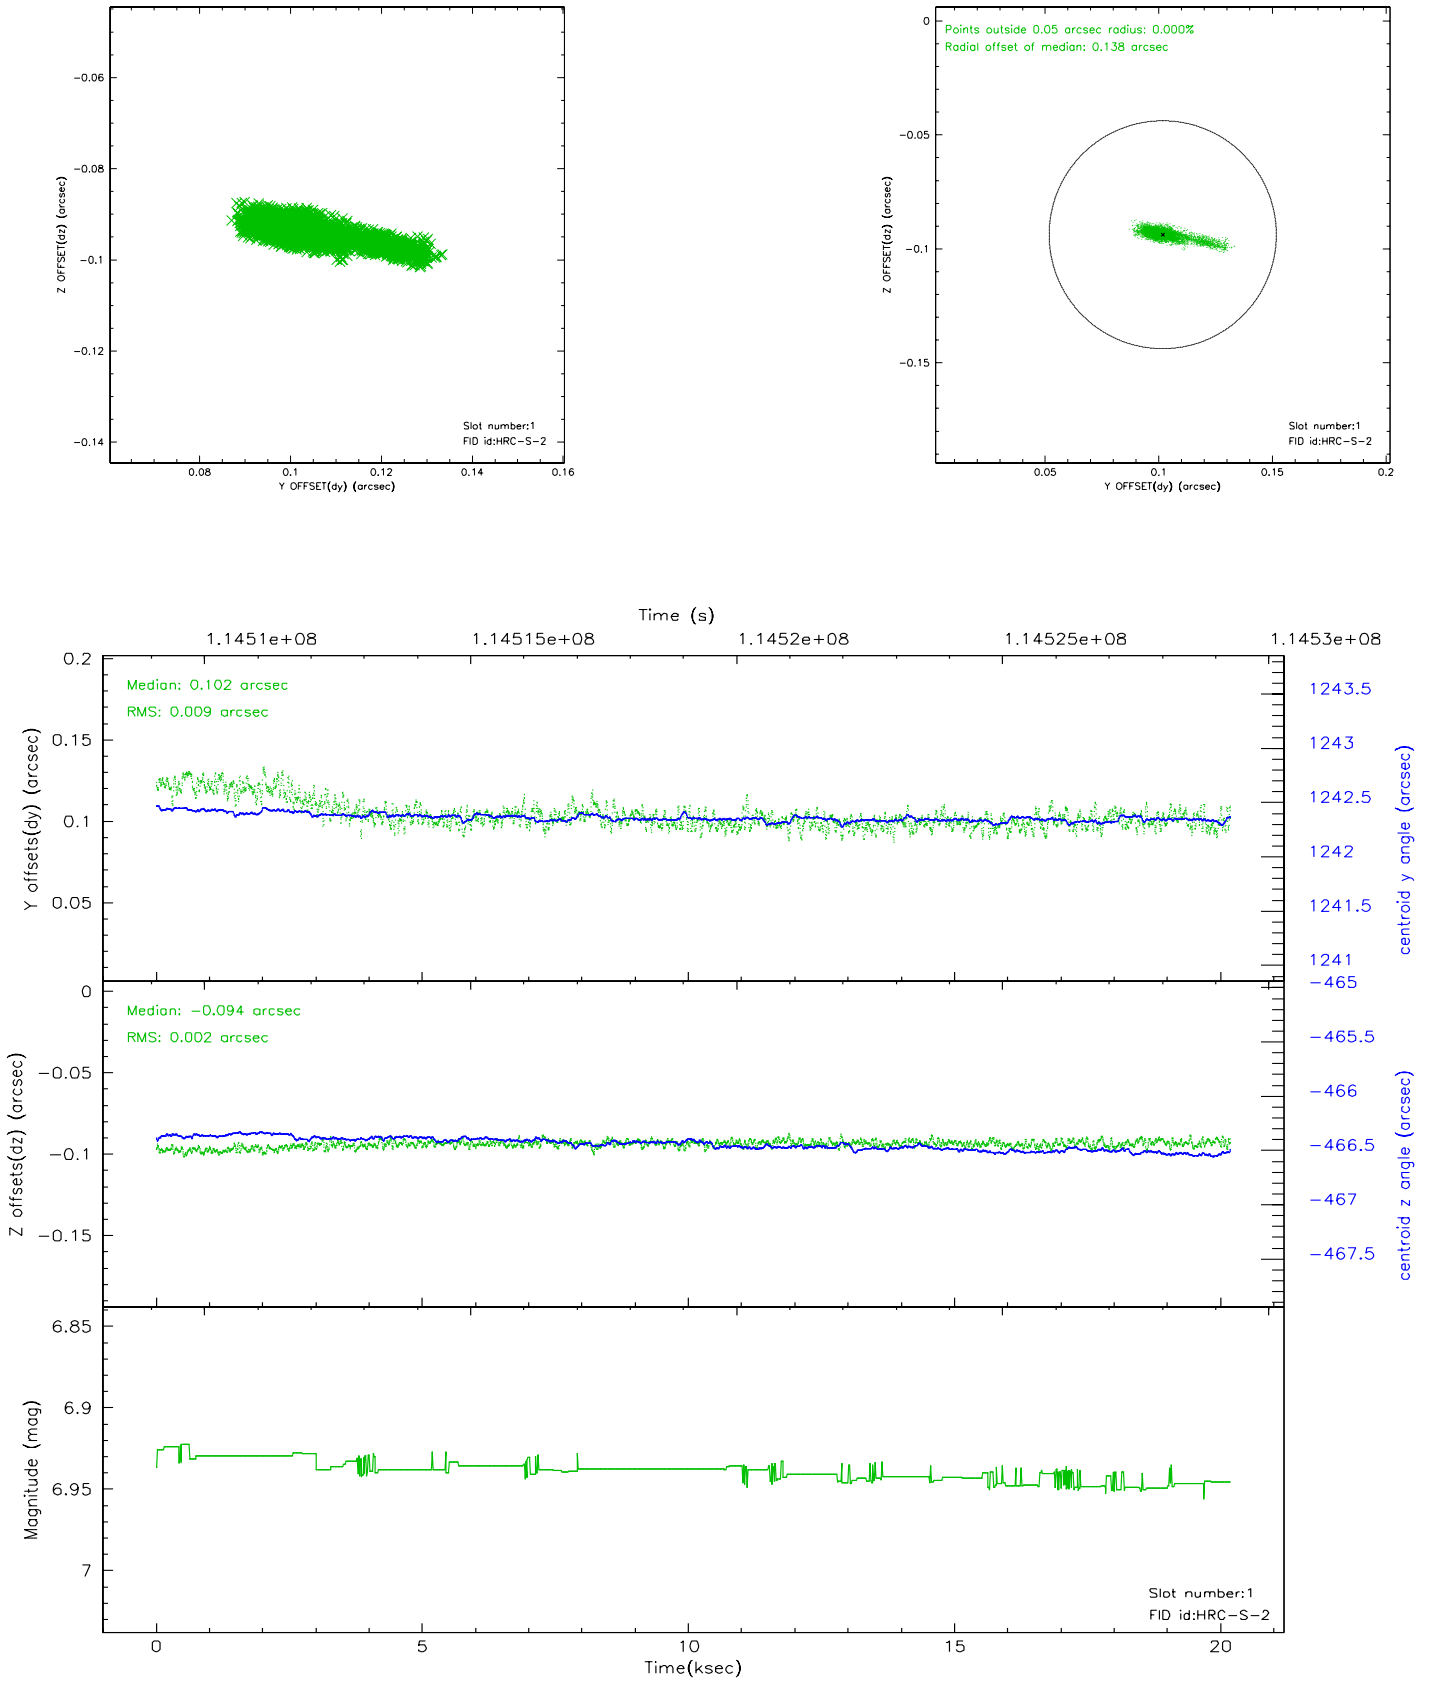 −0.06
−0.08
−0.1
−0.12
−0.14
Z OFFSET(dz) (arcsec)
0.08 0.1 0.12 0.14 0.16
Y OFFSET(dy) (arcsec)
Slot number:1
FID id:HRC−S−2
Points outside 0.05 arcsec radius: 0.000%
Radial offset of median: 0.138 arcsec
0
−0.05
−0.1
−0.15
Z OFFSET(dz) (arcsec)
0.05 0.1 0.15 0.2
Y OFFSET(dy) (arcsec)
Slot number:1
FID id:HRC−S−2
Time (s)
1.1451e+08 1.14515e+08 1.1452e+08 1.14525e+08 1.1453e+08
0.2
0.15
0.1
0.05
Y offsets(dy) (arcsec)
Median: 0.102 arcsec
RMS: 0.009 arcsec
1243.5
1243
1242.5
1242
1241.5
1241
centroid y angle (arcsec)
0
−0.05
−0.1
−0.15
Z offsets(dz) (arcsec)
Median: −0.094 arcsec
RMS: 0.002 arcsec
−465
−465.5
−466
−466.5
−467
−467.5
centroid z angle (arcsec)
6.85
6.9
6.95
7
Magnitude (mag)
Slot number:1
FID id:HRC−S−2
0 5 10 15 20
Time(ksec)